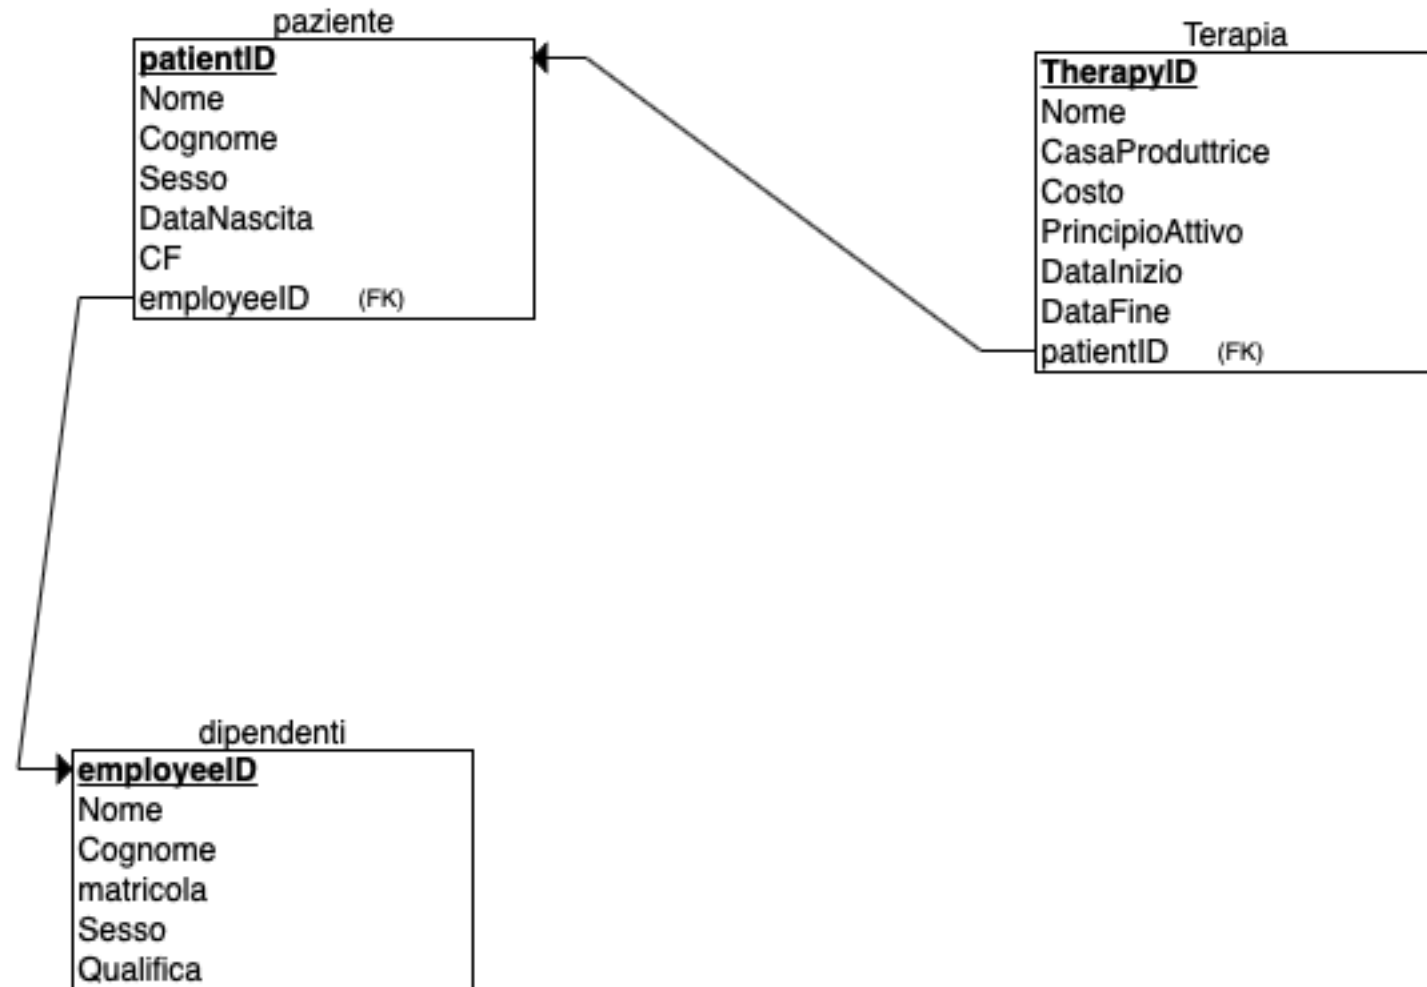 paziente
patientID
Nome
Cognome
Sesso
DataNascita
CF
employeeID (FK)
Terapia
TherapyID
Nome
CasaProduttrice
Costo
PrincipioAttivo
DataInizio
DataFine
patientID (FK)
dipendenti
employeeID
Nome
Cognome
matricola
Sesso
Qualifica